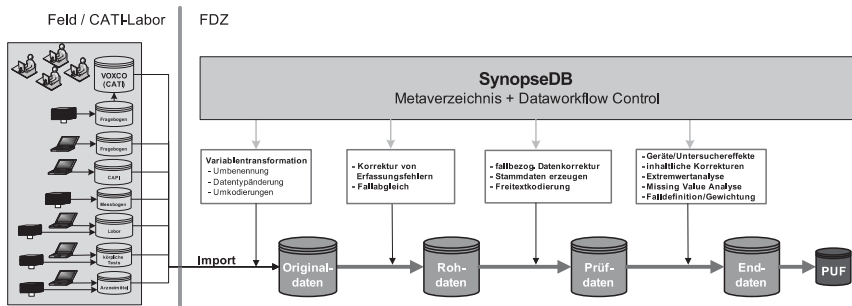 Feld / CATI-Labor
FDZ
VOXCO
(CATI)
Fragebogen
Fragebogen
CAPI
Messbogen
Labor
körpliche
Tests
Arzneimittel
SynopseDB
Metaverzeichnis + Dataworkflow Control
Variablentransformation
- Umbenennung
- Datentypänderung
- Umkodierungen
- Korrektur von
Erfassungsfehlern
- Fallabgleich
- fallbezog. Datenkorrektur
- Stammdaten erzeugen
- Freitextkodierung
- Geräte/Untersuchereffekte
- inhaltliche Korrekturen
- Extremwertanalyse
- Missing Value Analyse
- Falldefinition/Gewichtung
Import
Original-
daten
Roh-
daten
Prüf-
daten
End-
daten
PUF